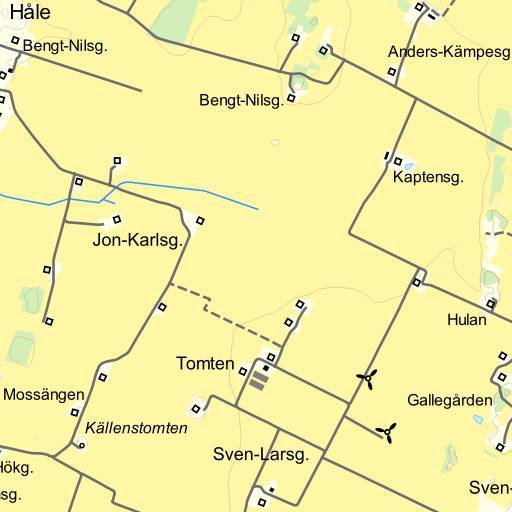 Håle
Bengt-Nilsg.
Anders-Kämpesg
Bengt-Nilsg.
Kaptensg.
Jon-Karlsg.
Hulan
Tomten
Mossängen
Gallegården
Källenstomten
Sven-Larsg.
Hökg.
sg.
Sven-